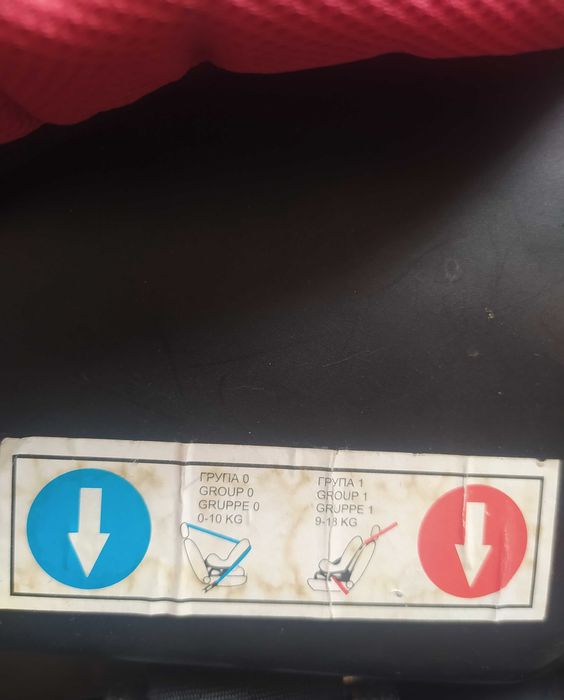 ГРУПА 0
GROUP 0
GRUPPE 0
0-10 KG
ГРУПА 1
GROUP 1
GRUPPE 1
9-18 KG